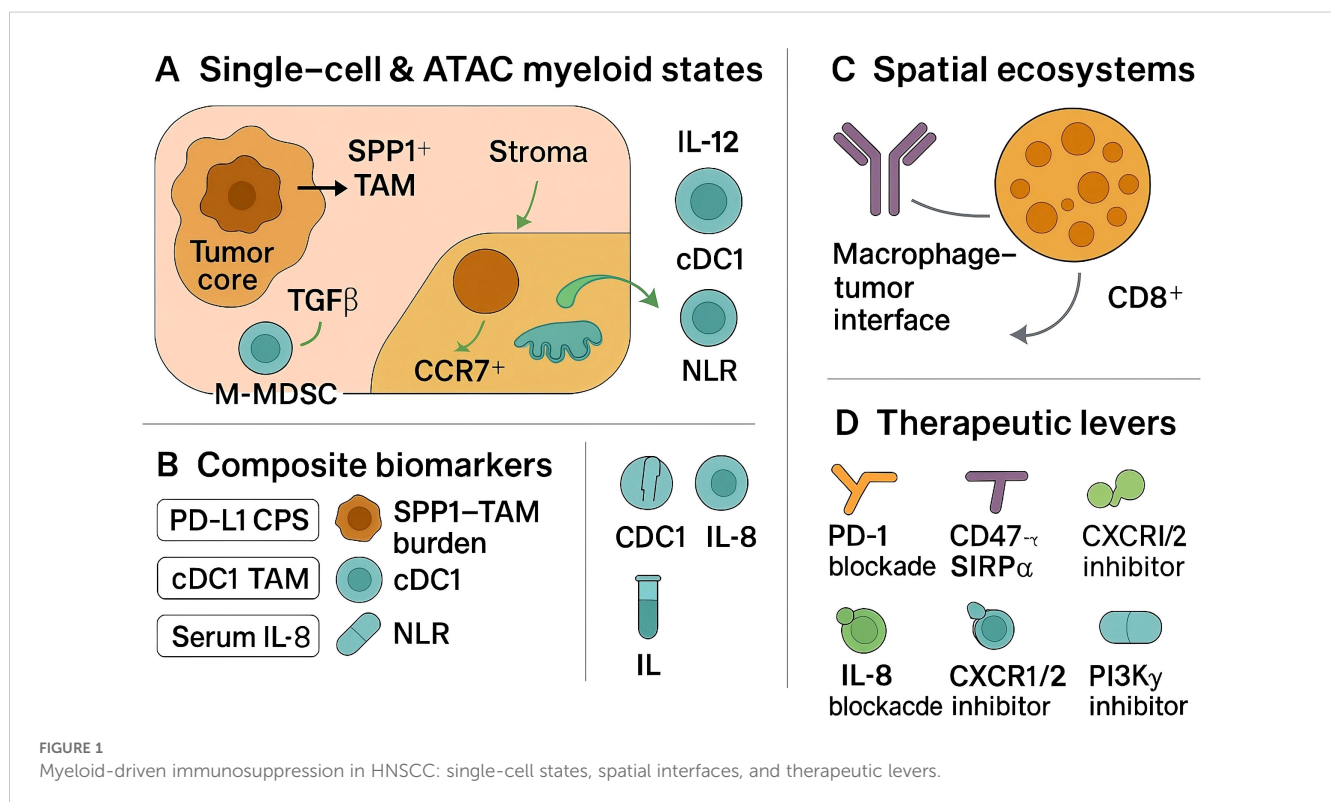 A Single–cell & ATAC myeloid states
SPP1+
TAM
Stroma
Tumor
core
TGFβ
M-MDSC
CCR7+
IL-12
cDC1
NLR
B Composite biomarkers
PD-L1 CPS
SPP1–TAM
burden
cDC1 TAM
cDC1
Serum IL-8
NLR
CDC1
IL-8
IL
C Spatial ecosystems
Macrophage–
tumor
interface
CD8+
D Therapeutic levers
PD-1
blockade
CD47-γ
SIRPα
CXCRI/2
inhibitor
IL-8
blockacde
CXCR1/2
inhibitor
PI3Kγ
inhibitor
FIGURE 1
Myeloid-driven immunosuppression in HNSCC: single-cell states, spatial interfaces, and therapeutic levers.